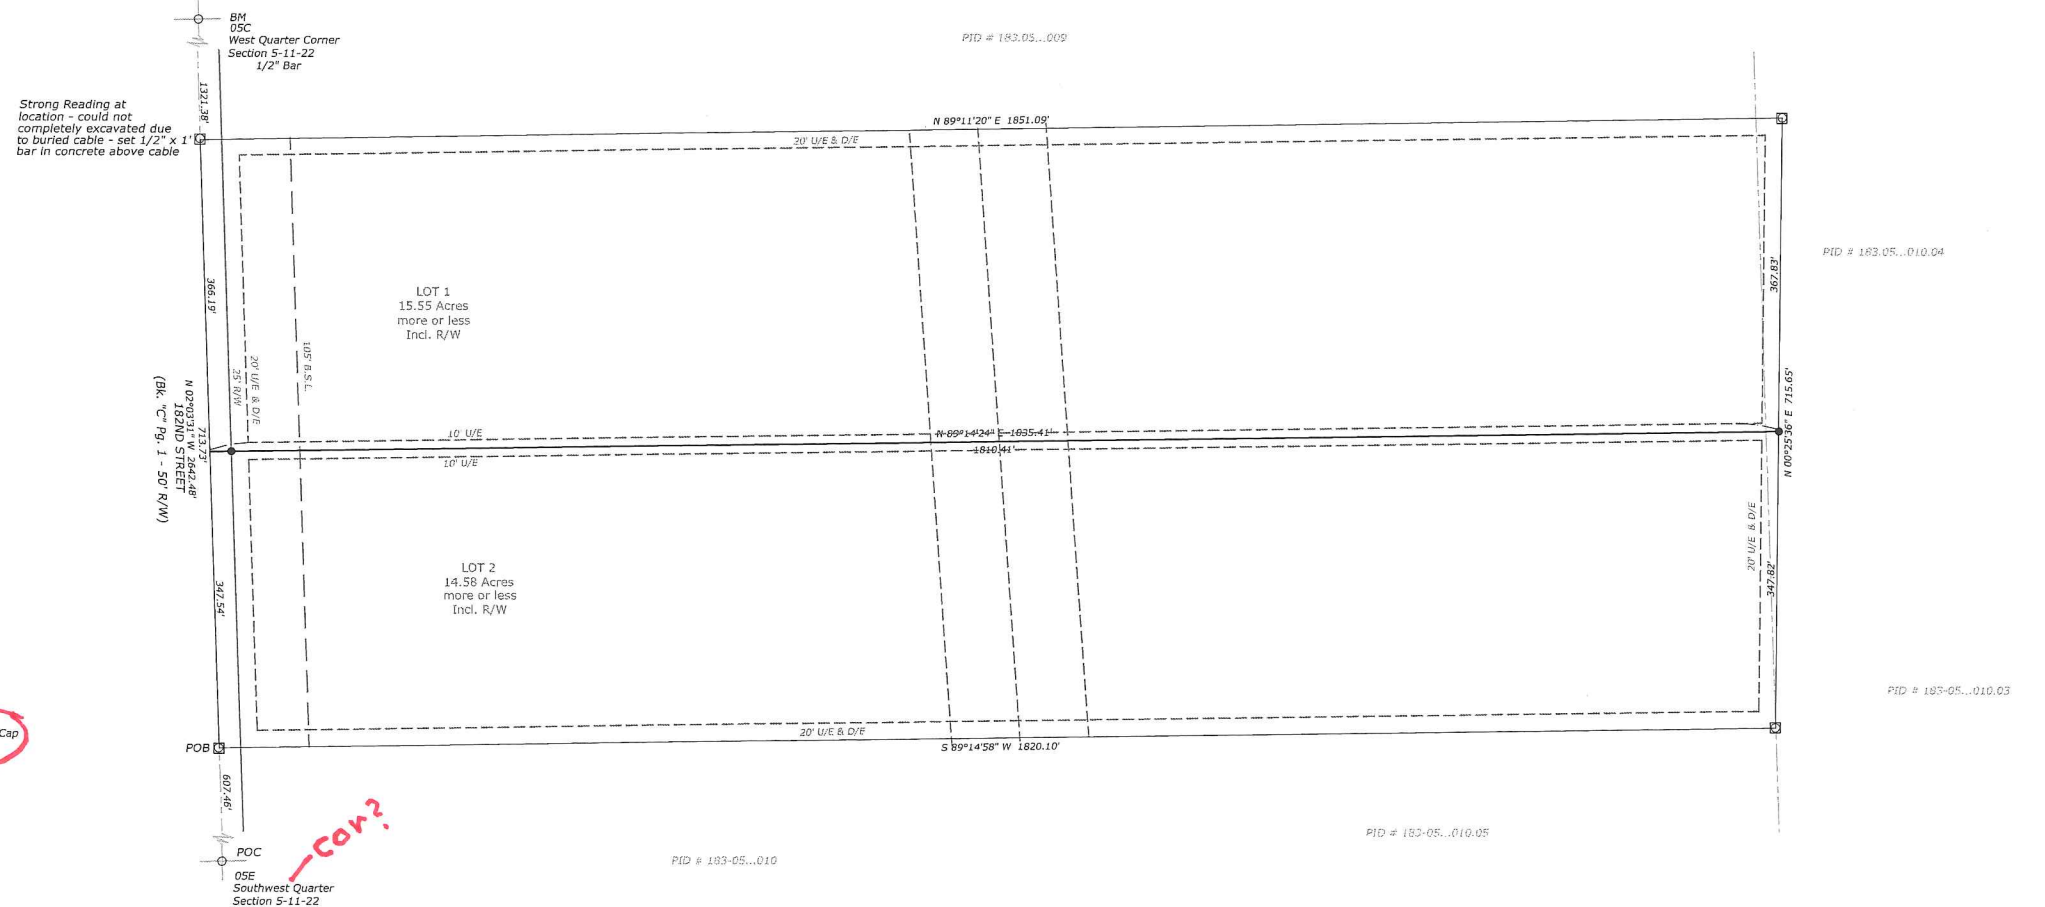 BM
05C
West Quarter Corner
Section 5-11-22
1/2" Bar
PID # 183.05...009
1321.38'
Strong Reading at
location - could not
completely excavated due
to buried cable - set 1/2" x 1'
bar in concrete above cable
N 89°11'20" E 1851.09'
20' U/E & D/E
PID # 183.05...010.04
366.19'
367.83'
LOT 1
15.55 Acres
more or less
Incl. R/W
105' B.S.L.
20' U/E & D/E
25' R/W
N 02°03'31" W 2642.48'
713.73'
182ND STREET
(Bk. "C" Pg. 1 - 50' R/W)
N 00°25'36" E 715.65'
10' U/E
N 89°14'24" E 1835.41'
10' U/E
1810.41'
20' U/E & D/E
LOT 2
14.58 Acres
more or less
Incl. R/W
347.54'
347.82'
PID # 183-05...010.03
Cap
POB
20' U/E & D/E
S 89°14'58" W 1820.10'
607.46'
Cor?
PID # 183-05...010.05
POC
PID # 183-05...010
05E
Southwest Quarter
Section 5-11-22